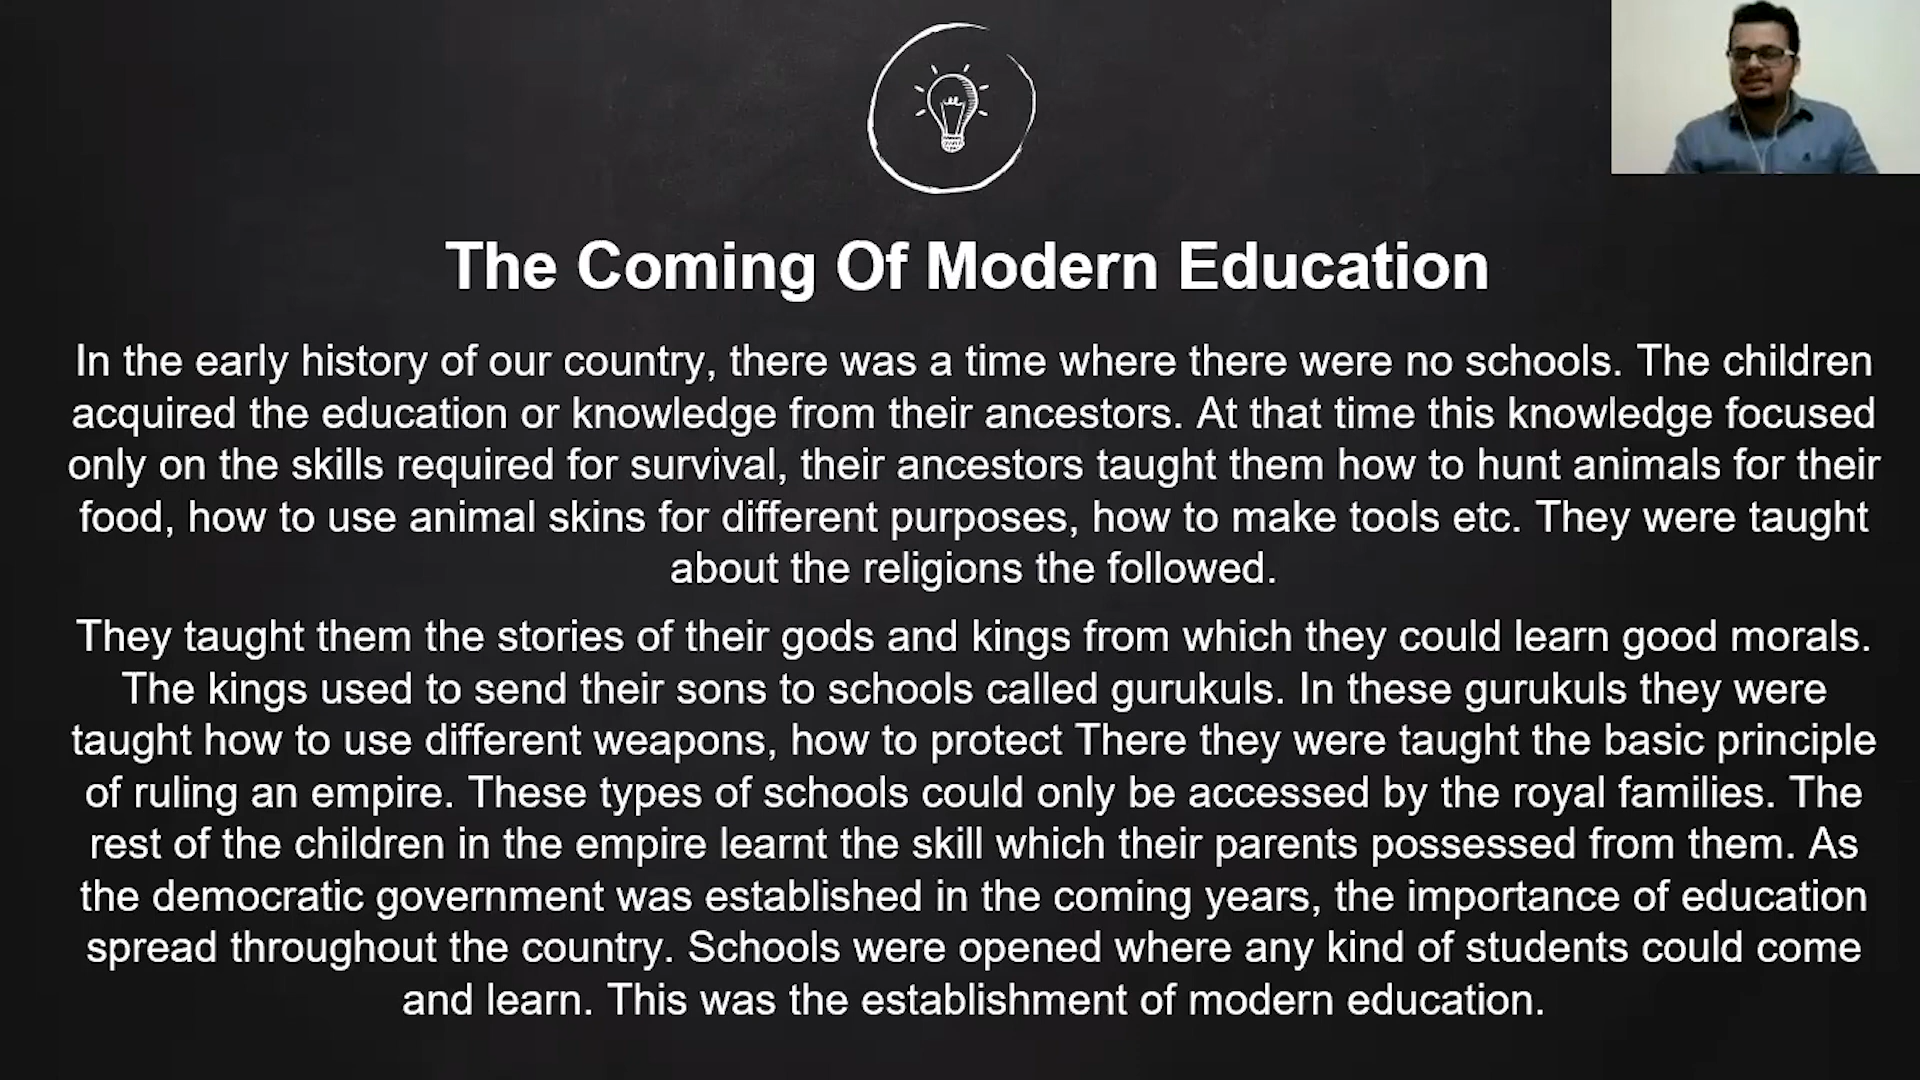 The Coming Of Modern Education
In the early history of our country, there was a time where there were no schools. The children
acquired the education or knowledge from their ancestors. At that time this knowledge focused
only on the skills required for survival, their ancestors taught them how to hunt animals for their
food, how to use animal skins for different purposes, how to make tools etc. They were taught
about the religions the followed.
They taught them the stories of their gods and kings from which they could learn good morals.
The kings used to send their sons to schools called gurukuls. In these gurukuls they were
taught how to use different weapons, how to protect There they were taught the basic principle
of ruling an empire. These types of schools could only be accessed by the royal families. The
rest of the children in the empire learnt the skill which their parents possessed from them. As
the democratic government was established in the coming years, the importance of education
spread throughout the country. Schools were opened where any kind of students could come
and learn. This was the establishment of modern education.